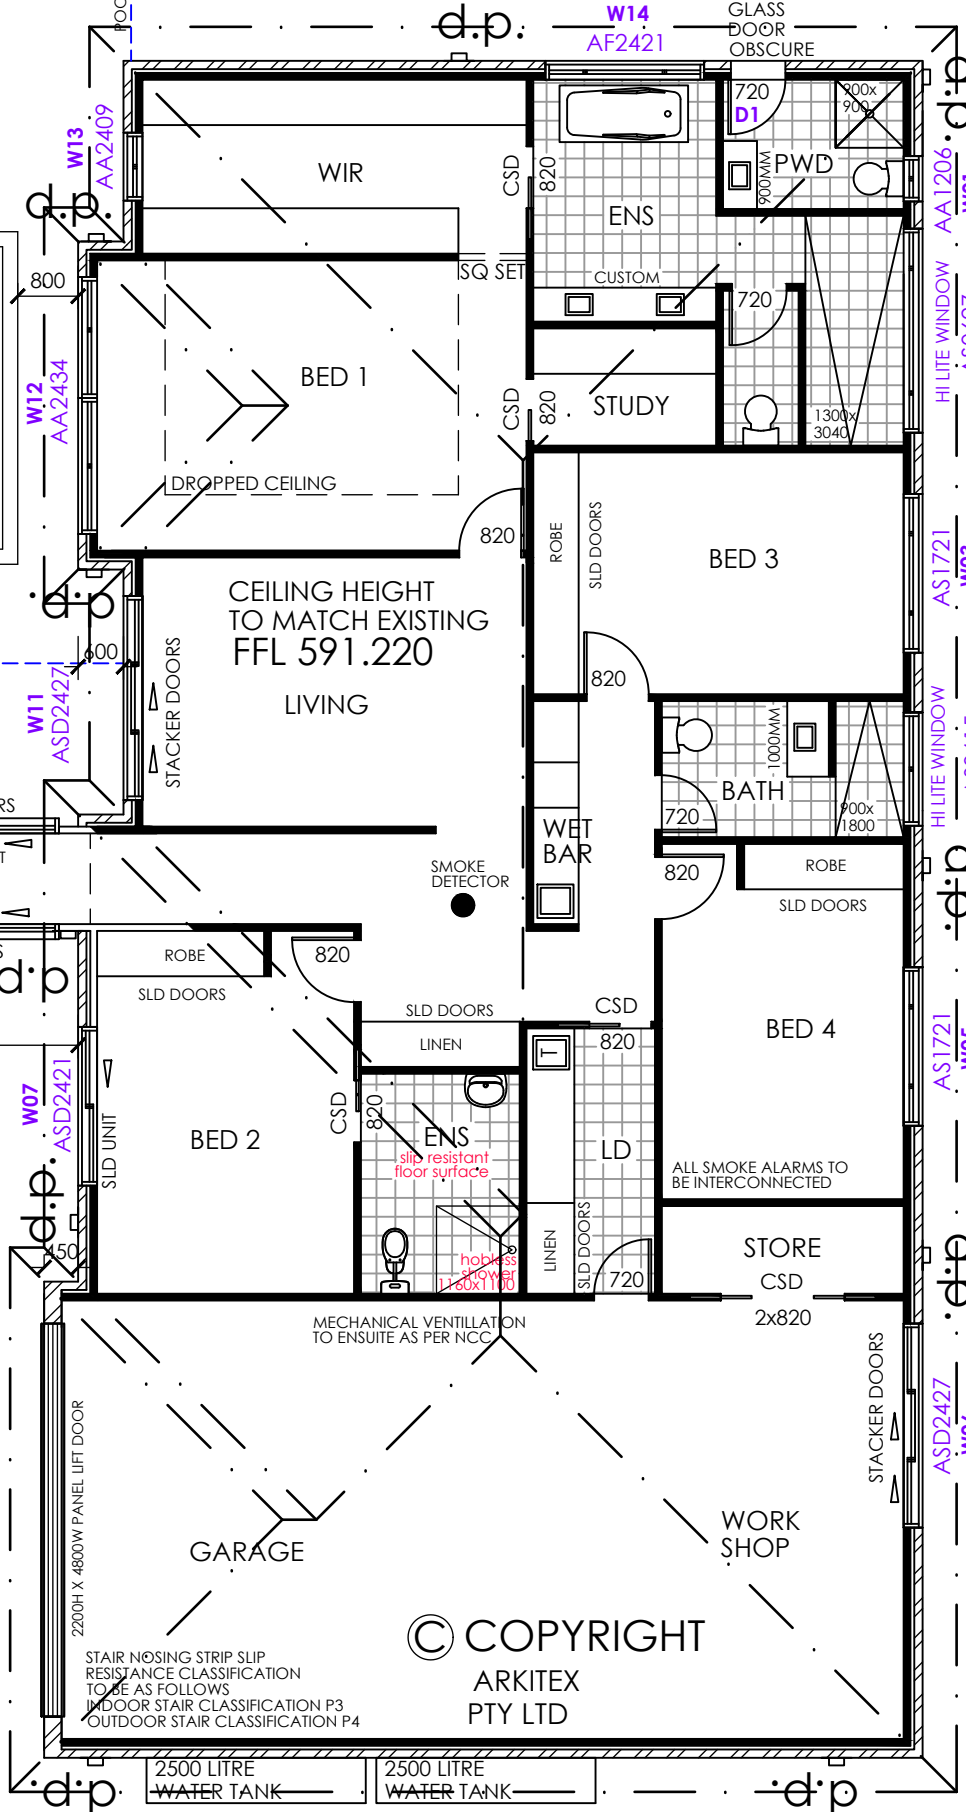 d.p.
W14
AF2421
GLASS
DOOR
OBSCURE
POO
W13
AA2409
d.p.
720
D1
900x
900
PWD
900MM
WIR
CSD
820
ENS
CUSTOM
SQ SET
AA1206
d.p.
HI LITE WINDOW
800
W12
AA2434
BED 1
DROPPED CEILING
820
CSD
820
STUDY
720
1300x
3040
ROBE
SLD DOORS
BED 3
820
AS1721
d.p
600
W11
ASD2427
STACKER DOORS
CEILING HEIGHT
TO MATCH EXISTING
FFL 591.220
LIVING
WET
BAR
1000MM
BATH
720
900x
1800
HI LITE WINDOW
RS
SMOKE
DETECTOR
820
ROBE
SLD DOORS
d.p.
ROBE
SLD DOORS
820
SLD DOORS
LINEN
CSD
820
T
BED 4
AS1721
d.p
W07
ASD2421
SLD UNIT
BED 2
CSD
820
ENS
slip resistant
floor surface
LD
ALL SMOKE ALARMS TO
BE INTERCONNECTED
d.p.
450
hobless
shower
1160x1100
LINEN
SLD DOORS
720
STORE
CSD
2x820
d.p.
MECHANICAL VENTILLATION
TO ENSUITE AS PER NCC
STACKER DOORS
ASD2427
2200H X 4800W PANEL LIFT DOOR
GARAGE
WORK
SHOP
© COPYRIGHT
ARKITEX
PTY LTD
STAIR NOSING STRIP SLIP
RESISTANCE CLASSIFICATION
TO BE AS FOLLOWS
INDOOR STAIR CLASSIFICATION P3
OUTDOOR STAIR CLASSIFICATION P4
d.p
2500 LITRE
WATER TANK
2500 LITRE
WATER TANK
d.p